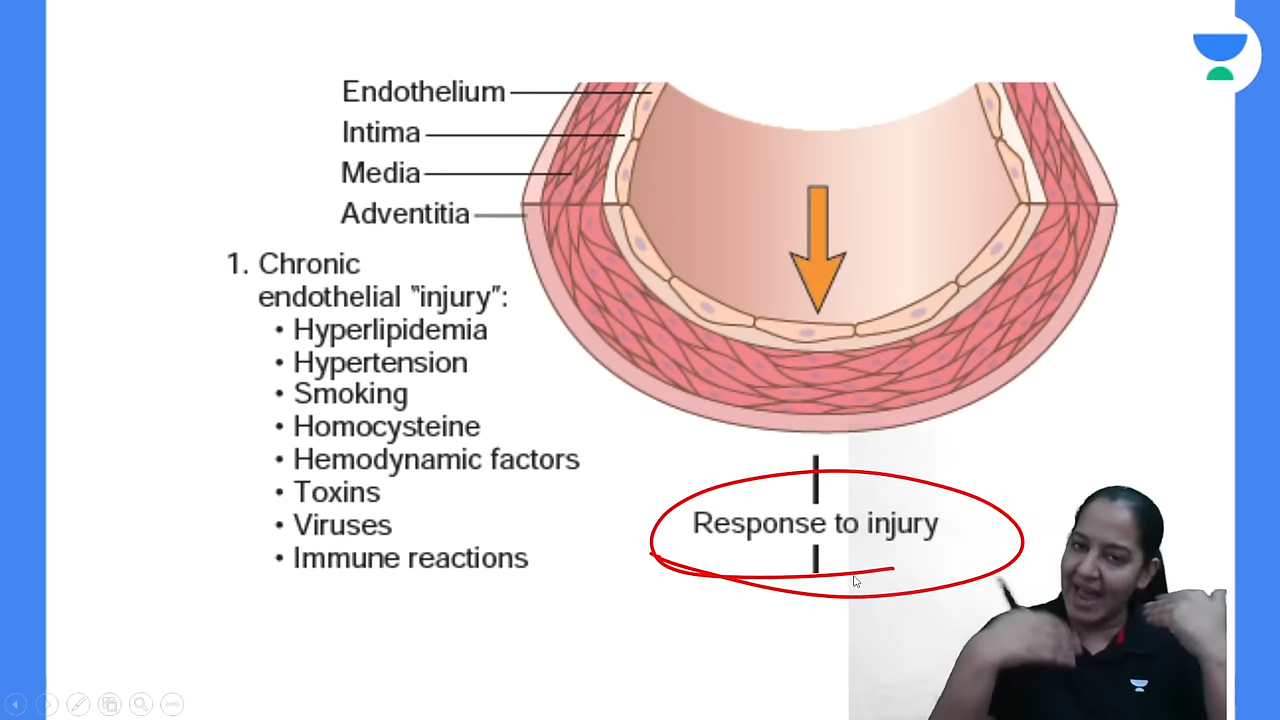 Endothelium
Intima
Media
Adventitia
1. Chronic
endothelial "injury":
• Hyperlipidemia
• Hypertension
• Smoking
• Homocysteine
• Hemodynamic factors
• Toxins
• Viruses
• Immune reactions
Response to injury